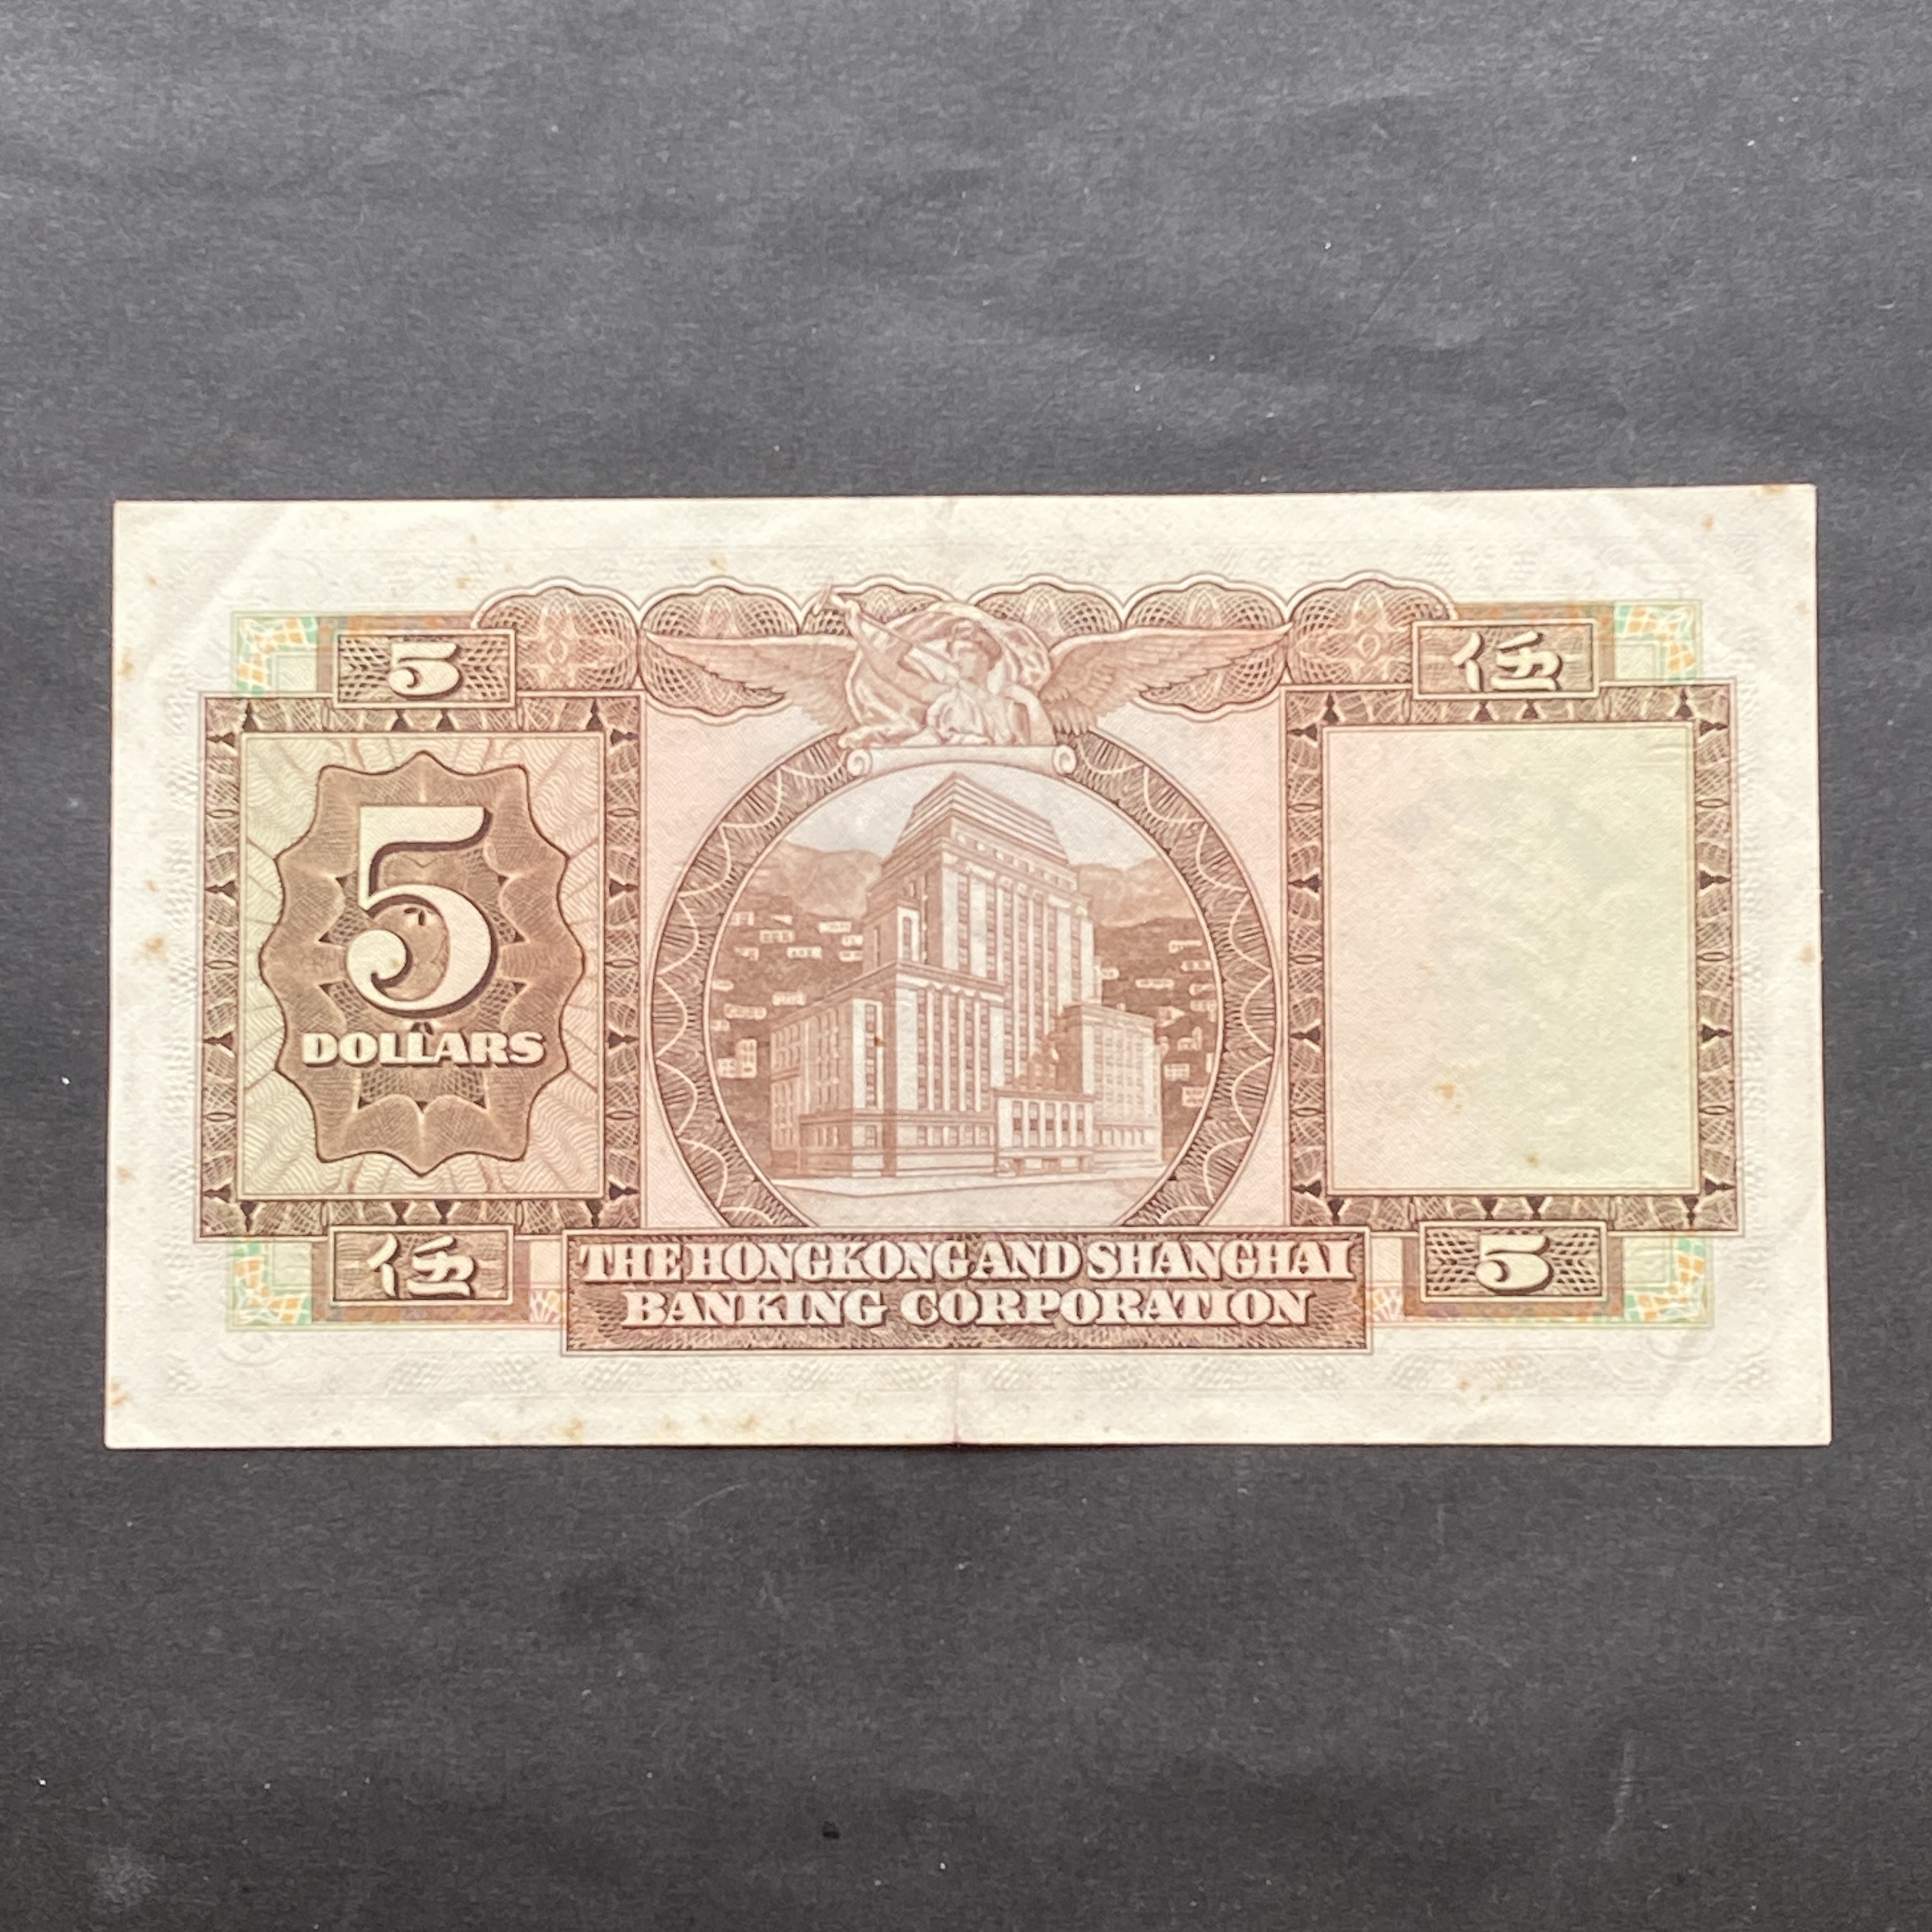 5
伍
5
DOLLARS
伍
THE HONGKONG AND SHANGHAI
BANKING CORPORATION
5